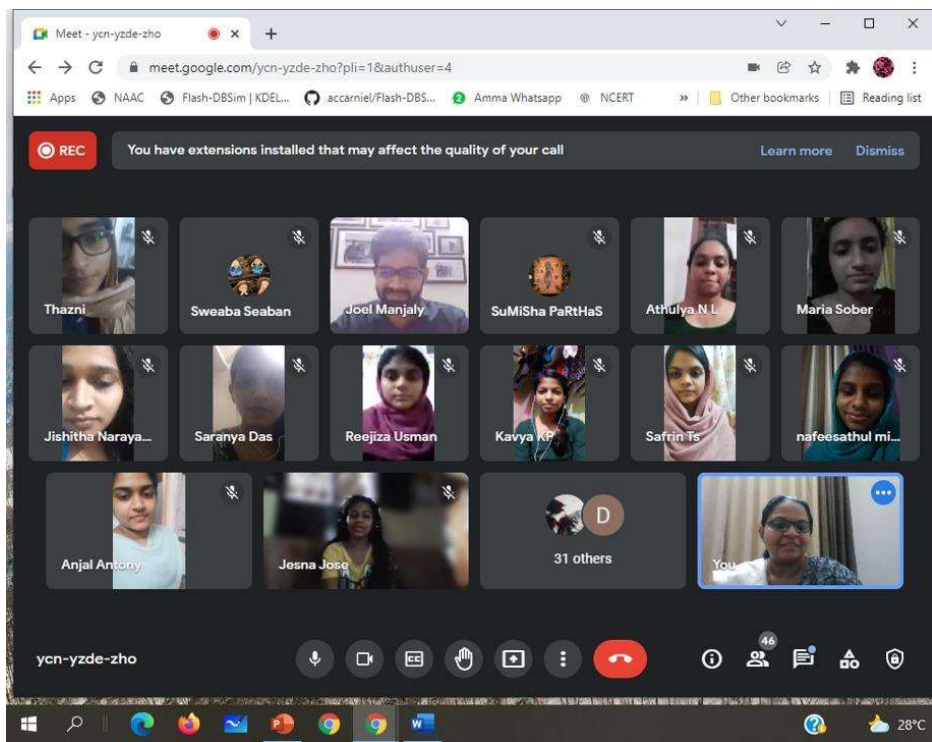 Meet - ycn-yzde-zho
meet.google.com/ycn-yzde-zho?pli=1&authuser=4
Apps NAAC Flash-DBSim | KDEL... accarniel/Flash-DBS... Amma Whatsapp NCERT » Other bookmarks Reading list
REC You have extensions installed that may affect the quality of your call Learn more Dismiss
Thazni Sweaba Seaban Joel Manjaly SuMiSha PaRtHaS Athulya N L Maria Sober
Jishitha Naraya... Saranya Das Reejiza Usman Kavya KP Safrin Ts nafeesathul mi...
D
Anjal Antony Jesna Jose 31 others You
46
ycn-yzde-zho CC
28°C